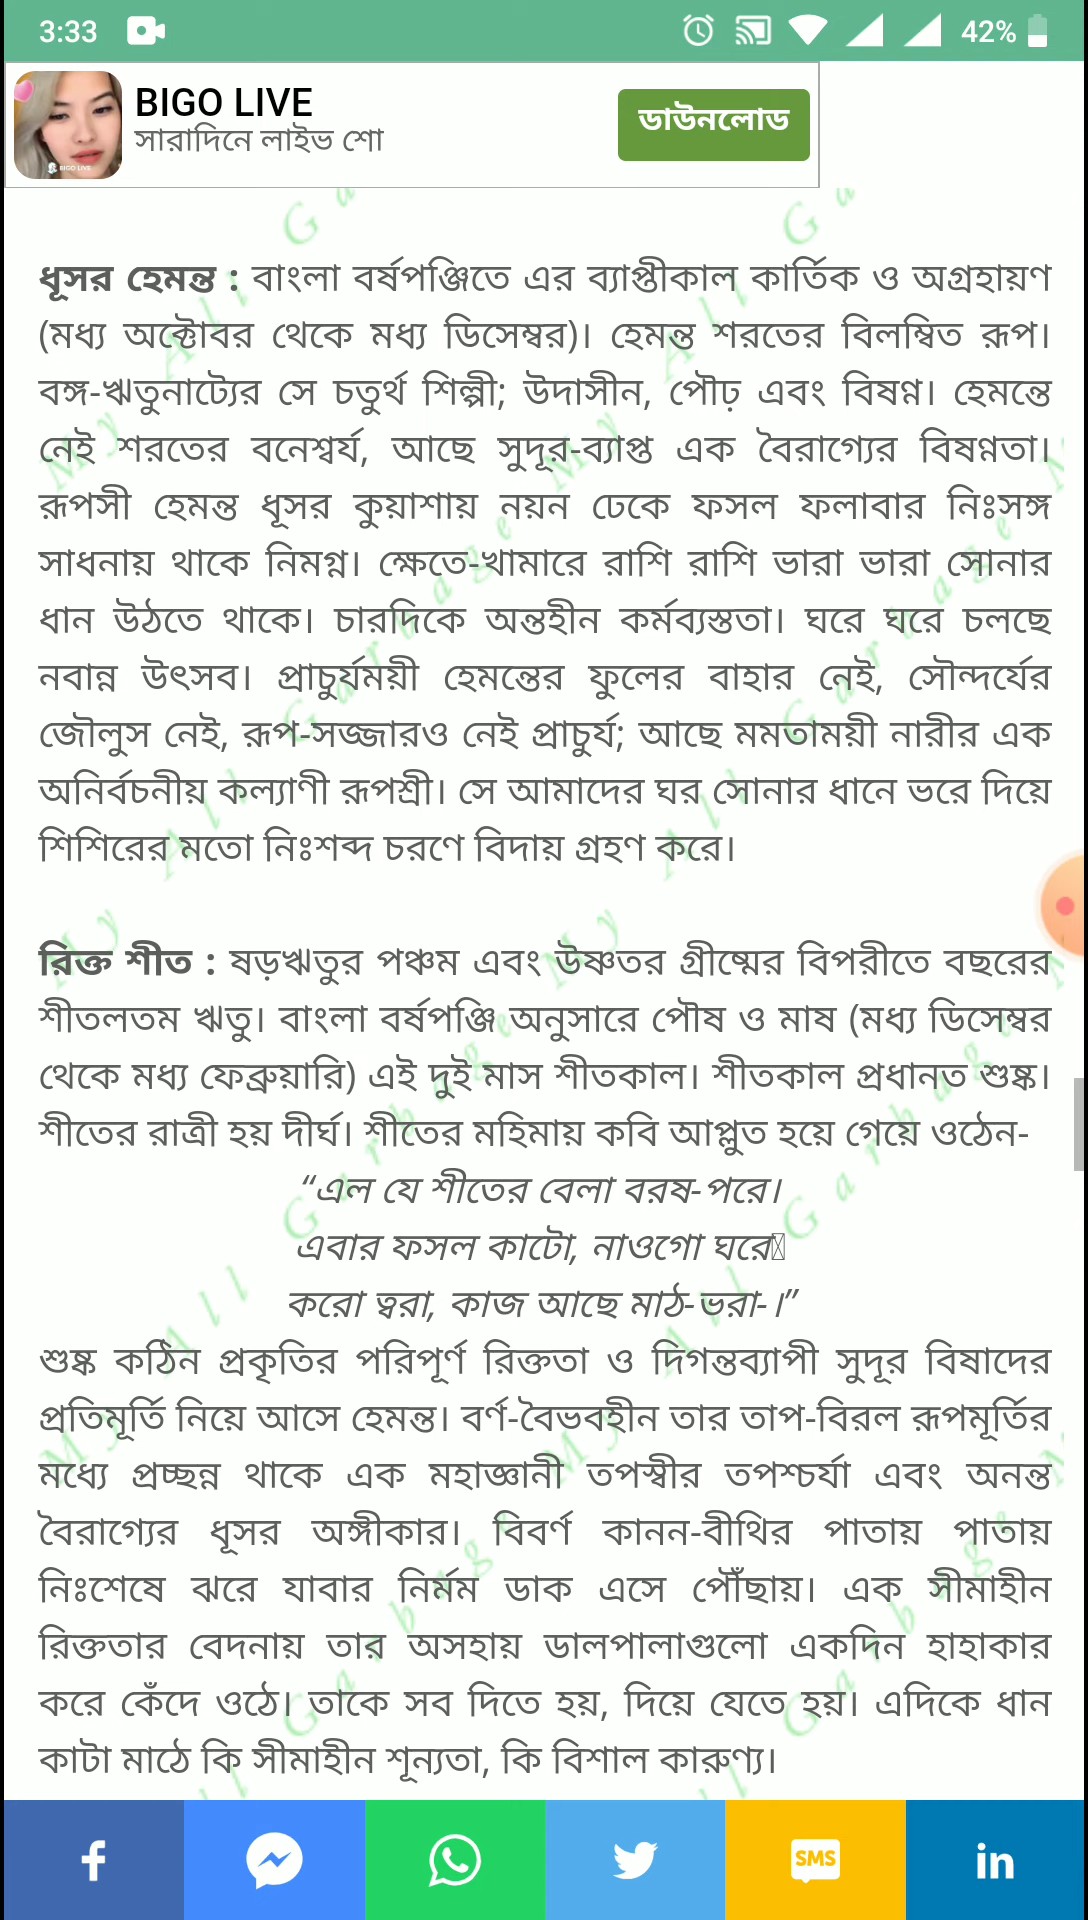 3:33
42%
BIGO LIVE
সারাদিনে লাইভ শো
ডাউনলোড
ধূসর হেমন্ত : বাংলা বর্ষপঞ্জিতে এর ব্যাপ্তীকাল কার্তিক ও অগ্রহায়ণ
(মধ্য অক্টোবর থেকে মধ্য ডিসেম্বর)। হেমন্ত শরতের বিলম্বিত রূপ।
বঙ্গ-ঋতুনাট্যের সে চতুর্থ শিল্পী; উদাসীন, পৌঢ় এবং বিষণ্ন। হেমন্তে
নেই শরতের বনেশ্বর্য, আছে সুদূর-ব্যাপ্ত এক বৈরাগ্যের বিষণ্নতা।
রূপসী হেমন্ত ধূসর কুয়াশায় নয়ন ঢেকে ফসল ফলাবার নিঃসঙ্গ
সাধনায় থাকে নিমগ্ন। ক্ষেতে-খামারে রাশি রাশি ভারা ভারা সোনার
ধান উঠতে থাকে। চারদিকে অন্তহীন কর্মব্যস্ততা। ঘরে ঘরে চলছে
নবান্ন উৎসব। প্রাচুর্যময়ী হেমন্তের ফুলের বাহার নেই, সৌন্দর্যের
জৌলুস নেই, রূপ-সজ্জারও নেই প্রাচুর্য; আছে মমতাময়ী নারীর এক
অনির্বচনীয় কল্যাণী রূপশ্রী। সে আমাদের ঘর সোনার ধানে ভরে দিয়ে
শিশিরের মতো নিঃশব্দ চরণে বিদায় গ্রহণ করে।
রিক্ত শীত : ষড়ঋতুর পঞ্চম এবং উষ্ণতর গ্রীষ্মের বিপরীতে বছরের
শীতলতম ঋতু। বাংলা বর্ষপঞ্জি অনুসারে পৌষ ও মাষ (মধ্য ডিসেম্বর
থেকে মধ্য ফেব্রুয়ারি) এই দুই মাস শীতকাল। শীতকাল প্রধানত শুষ্ক।
শীতের রাত্রী হয় দীর্ঘ। শীতের মহিমায় কবি আপ্লুত হয়ে গেয়ে ওঠেন-
“এল যে শীতের বেলা বরষ-পরে।
এবার ফসল কাটো, নাওগো ঘরে
করো ত্বরা, কাজ আছে মাঠ-ভরা-।”
শুষ্ক কঠিন প্রকৃতির পরিপূর্ণ রিক্ততা ও দিগন্তব্যাপী সুদূর বিষাদের
প্রতিমূর্তি নিয়ে আসে হেমন্ত। বর্ণ-বৈভবহীন তার তাপ-বিরল রূপমূর্তির
মধ্যে প্রচ্ছন্ন থাকে এক মহাজ্ঞানী তপস্বীর তপশ্চর্যা এবং অনন্ত
বৈরাগ্যের ধূসর অঙ্গীকার। বিবর্ণ কানন-বীথির পাতায় পাতায়
নিঃশেষে ঝরে যাবার নির্মম ডাক এসে পৌঁছায়। এক সীমাহীন
রিক্ততার বেদনায় তার অসহায় ডালপালাগুলো একদিন হাহাকার
করে কেঁদে ওঠে। তাকে সব দিতে হয়, দিয়ে যেতে হয়। এদিকে ধান
কাটা মাঠে কি সীমাহীন শূন্যতা, কি বিশাল কারুণ্য।
SMS
My All Garbage